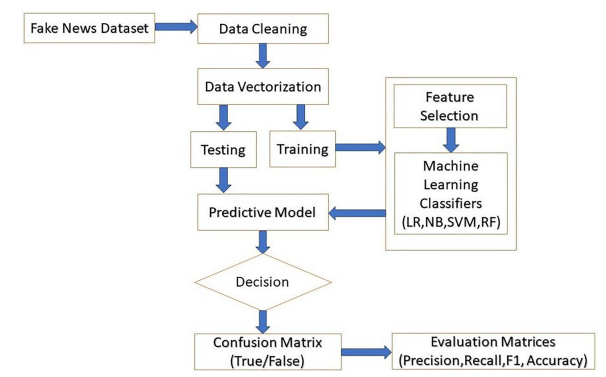 Fake News Dataset
Data Cleaning
Data Vectorization
Feature
Selection
Testing
Training
Machine
Learning
Classifiers
(LR,NB,SVM,RF)
Predictive Model
Decision
Confusion Matrix
(True/False)
Evaluation Matrices
(Precision,Recall,F1, Accuracy)